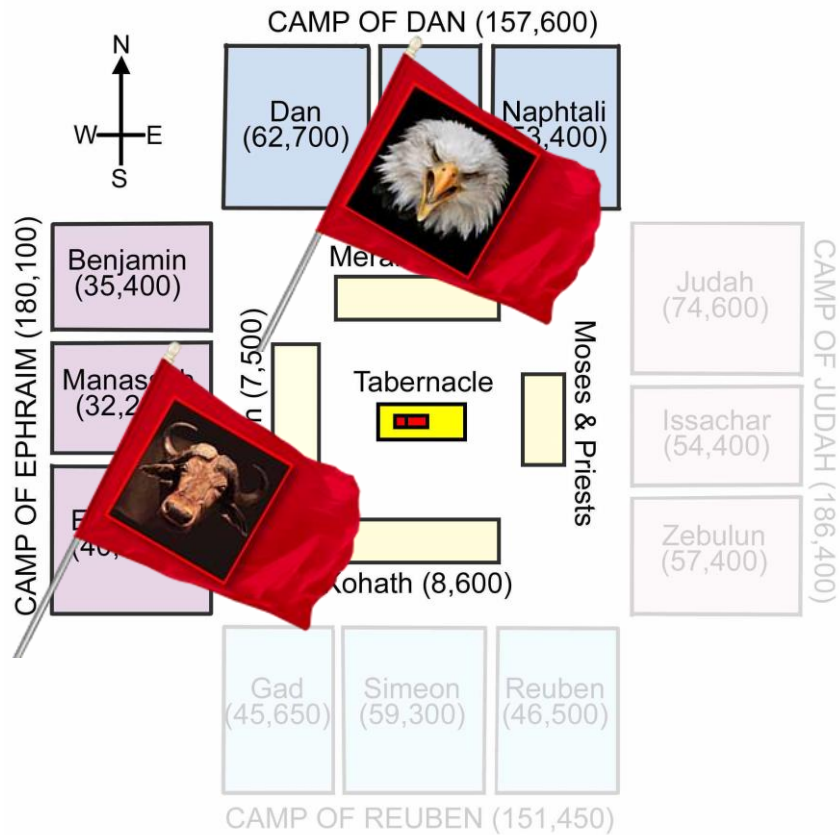 CAMP OF DAN (157,600)
N
W
E
S
Dan
(62,700)
Naphtali
CAMP OF EPHRAIM (180,100)
Benjamin
(35,400)
Judah
(74,600)
CAMP OF JUDAH (186,400)
(7,500)
Moses & Priests
Tabernacle
Issachar
(54,400)
Zebulun
(57,400)
(8,600)
Gad
(45,650)
Simeon
(59,300)
Reuben
(46,500)
CAMP OF REUBEN (151,450)